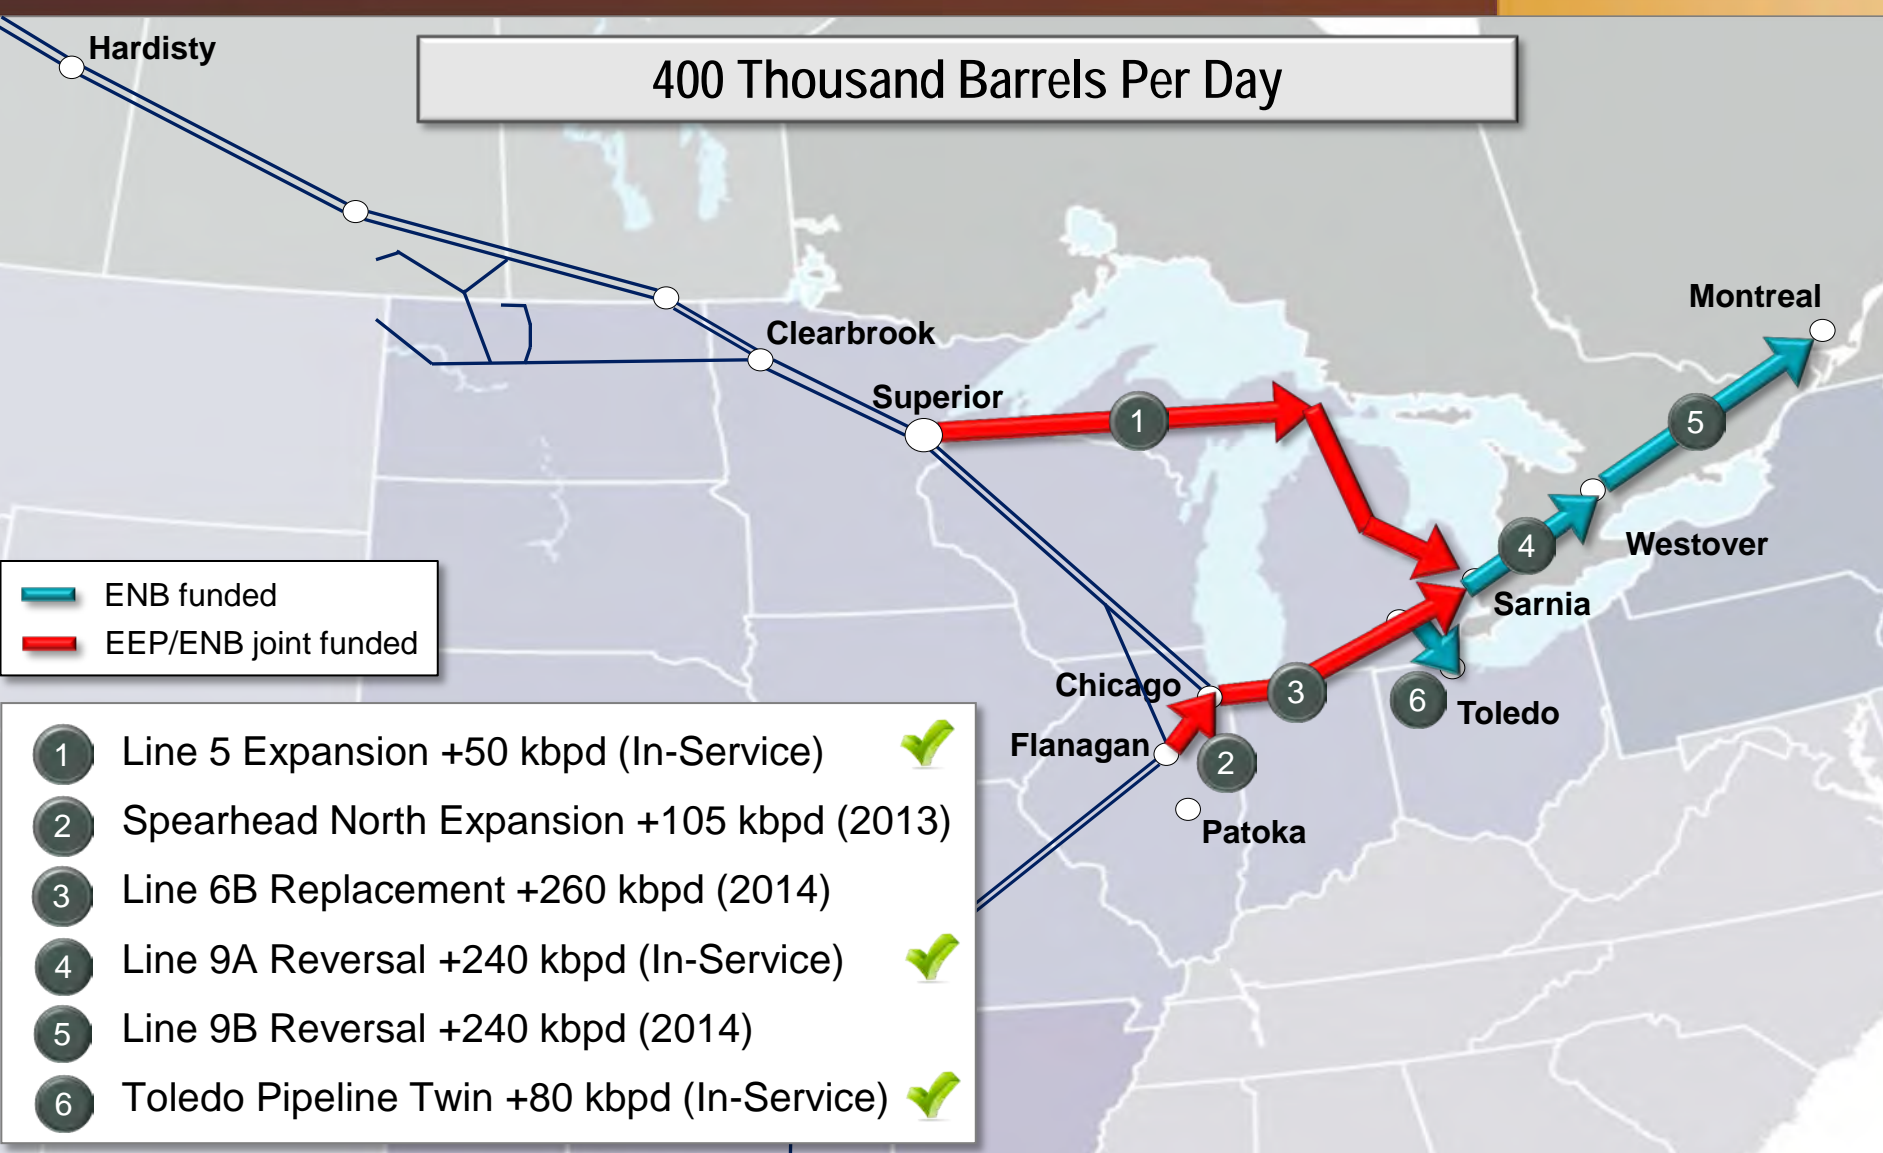 Hardisty
400 Thousand Barrels Per Day
Montreal
Clearbrook
Superior
1
5
4
Westover
ENB funded
EEP/ENB joint funded
Sarnia
Chicago
3
6
Toledo
Flanagan
2
Patoka
1 Line 5 Expansion +50 kbpd (In-Service)
2 Spearhead North Expansion +105 kbpd (2013)
3 Line 6B Replacement +260 kbpd (2014)
4 Line 9A Reversal +240 kbpd (In-Service)
5 Line 9B Reversal +240 kbpd (2014)
6 Toledo Pipeline Twin +80 kbpd (In-Service)